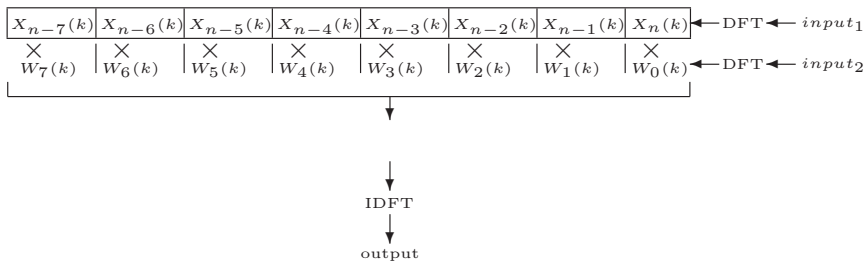 X_{n-7}(k) X_{n-6}(k) X_{n-5}(k) X_{n-4}(k) X_{n-3}(k) X_{n-2}(k) X_{n-1}(k) X_n(k) DFT input_1
× × × × × × × ×
W_7(k) W_6(k) W_5(k) W_4(k) W_3(k) W_2(k) W_1(k) W_0(k) DFT input_2
IDFT
output